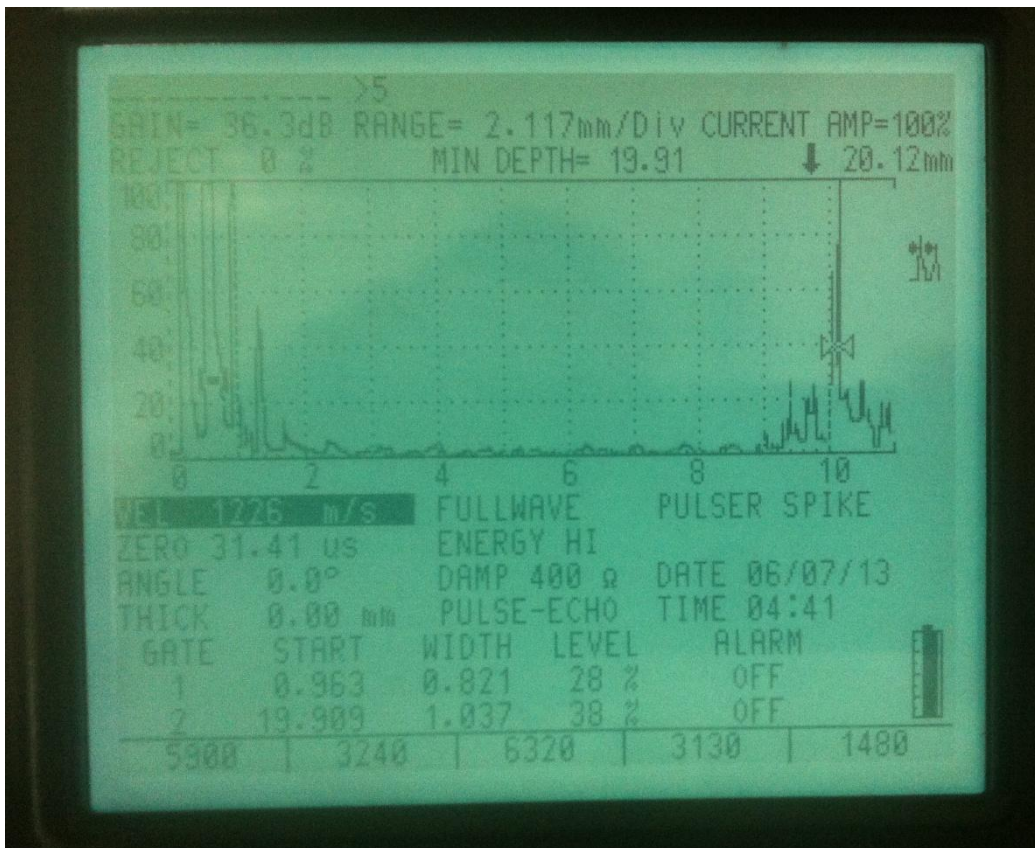 >5
GAIN= 36.3dB RANGE= 2.117mm/Div CURRENT AMP=100%
REJECT 0 % MIN DEPTH= 19.91 ⬇ 20.12mm
100
80
60
40
20
0
0 2 4 6 8 10
VEL 1226 m/s FULLWAVE PULSER SPIKE
ZERO 31.41 us ENERGY HI
ANGLE 0.0° DAMP 400 Ω DATE 06/07/13
THICK 0.00 mm PULSE-ECHO TIME 04:41
GATE START WIDTH LEVEL ALARM
1 0.963 0.821 28 % OFF
2 19.909 1.037 38 % OFF
5900 | 3240 | 6320 | 3130 | 1480